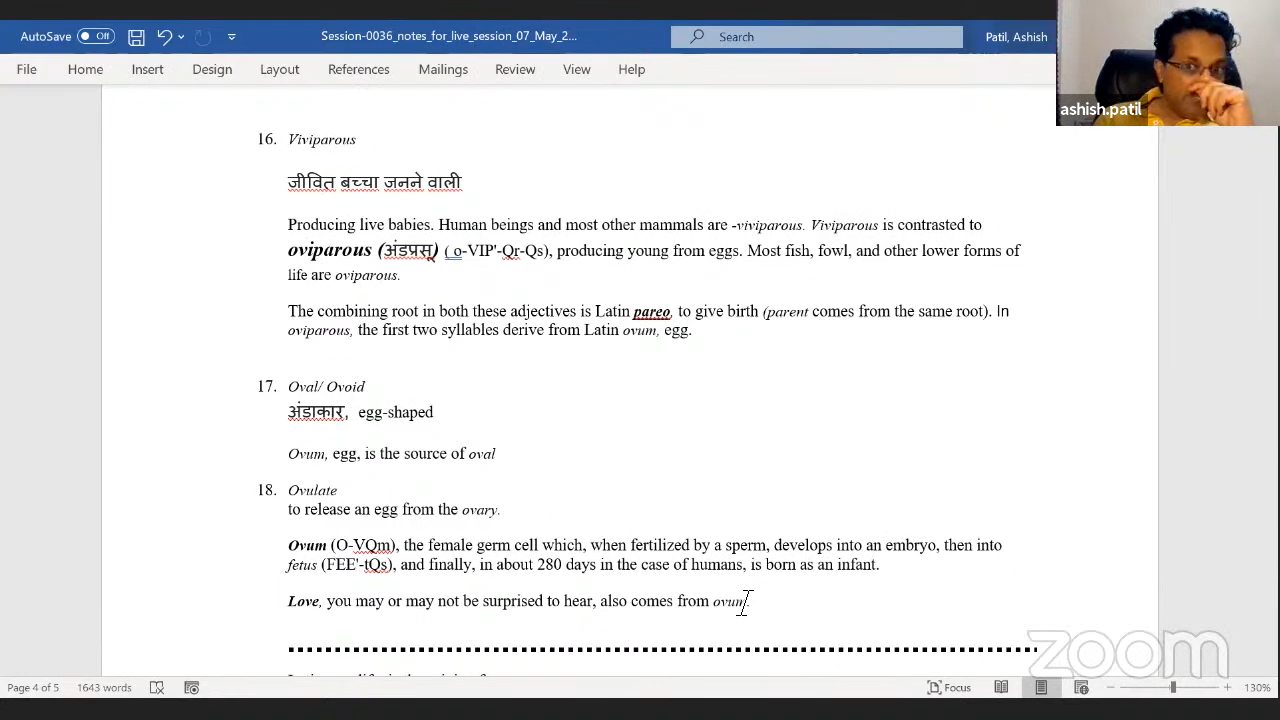 AutoSave Off Session-0036_notes_for_live_session_07_May_2... Search Patil, Ashish
File Home Insert Design Layout References Mailings Review View Help
ashish.patil
16. Viviparous
जीवित बच्चा जनने वाली
Producing live babies. Human beings and most other mammals are -viviparous. Viviparous is contrasted to
oviparous (अंडप्रसू) ( o-VIP'-Qr-Qs), producing young from eggs. Most fish, fowl, and other lower forms of
life are oviparous.
The combining root in both these adjectives is Latin pareo, to give birth (parent comes from the same root). In
oviparous, the first two syllables derive from Latin ovum, egg.
17. Oval/ Ovoid
अंडाकार, egg-shaped
Ovum, egg, is the source of oval
18. Ovulate
to release an egg from the ovary.
Ovum (O-VQm), the female germ cell which, when fertilized by a sperm, develops into an embryo, then into
fetus (FEE'-tQs), and finally, in about 280 days in the case of humans, is born as an infant.
Love, you may or may not be surprised to hear, also comes from ovum.
zoom
Page 4 of 5 1643 words Focus 130%